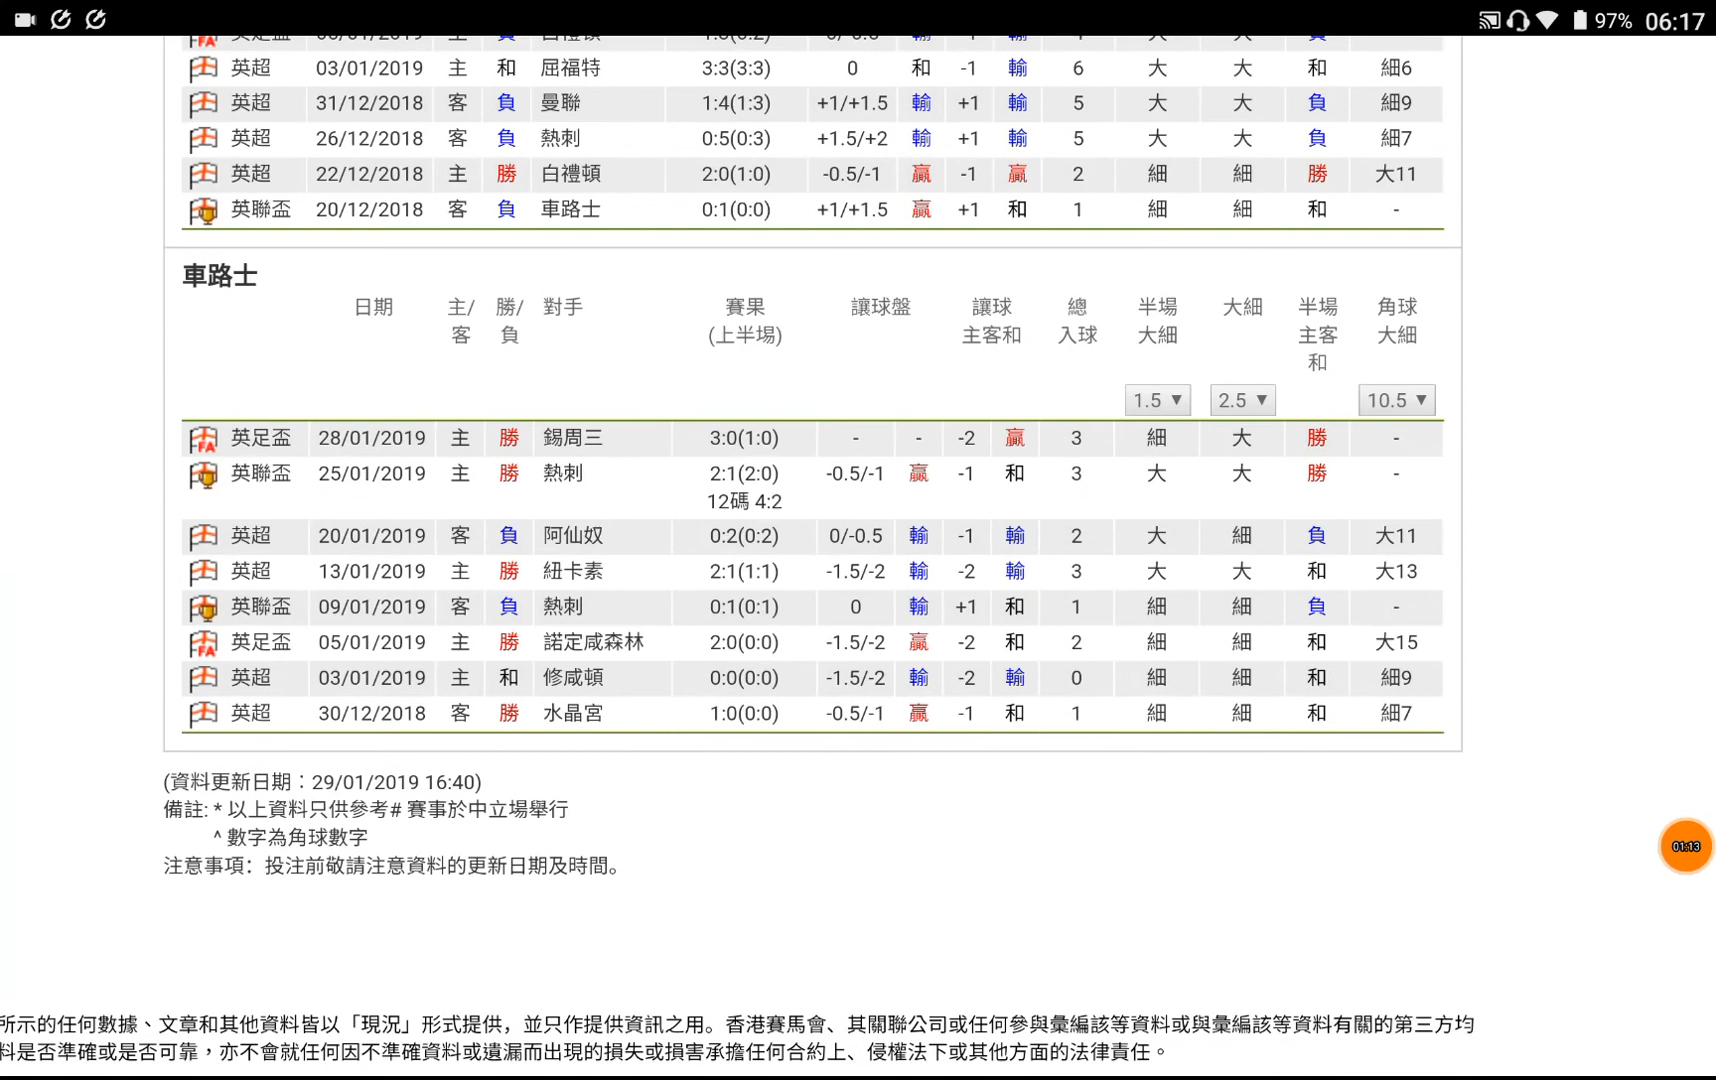 97% 06:17
英超 03/01/2019 主 和 屈福特 3:3(3:3) 0 和 -1 輸 6 大 大 和 細6
英超 31/12/2018 客 負 曼聯 1:4(1:3) +1/+1.5 輸 +1 輸 5 大 大 負 細9
英超 26/12/2018 客 負 熱刺 0:5(0:3) +1.5/+2 輸 +1 輸 5 大 大 負 細7
英超 22/12/2018 主 勝 白禮頓 2:0(1:0) -0.5/-1 贏 -1 贏 2 細 細 勝 大11
英聯盃 20/12/2018 客 負 車路士 0:1(0:0) +1/+1.5 贏 +1 和 1 細 細 和 -
車路士
日期 主/ 勝/ 對手 賽果 讓球盤 讓球 總 半場 大細 半場 角球
客 負 (上半場) 主客和 入球 大細 主客 大細
和
1.5 ▼ 2.5 ▼ 10.5 ▼
英足盃 28/01/2019 主 勝 錫周三 3:0(1:0) - - -2 贏 3 細 大 勝 -
英聯盃 25/01/2019 主 勝 熱刺 2:1(2:0) -0.5/-1 贏 -1 和 3 大 大 勝 -
12碼 4:2
英超 20/01/2019 客 負 阿仙奴 0:2(0:2) 0/-0.5 輸 -1 輸 2 大 細 負 大11
英超 13/01/2019 主 勝 紐卡素 2:1(1:1) -1.5/-2 輸 -2 輸 3 大 大 和 大13
英聯盃 09/01/2019 客 負 熱刺 0:1(0:1) 0 輸 +1 和 1 細 細 負 -
英足盃 05/01/2019 主 勝 諾定咸森林 2:0(0:0) -1.5/-2 贏 -2 和 2 細 細 和 大15
英超 03/01/2019 主 和 修咸頓 0:0(0:0) -1.5/-2 輸 -2 輸 0 細 細 和 細9
英超 30/12/2018 客 勝 水晶宮 1:0(0:0) -0.5/-1 贏 -1 和 1 細 細 和 細7
(資料更新日期：29/01/2019 16:40)
備註: * 以上資料只供參考# 賽事於中立場舉行
^ 數字為角球數字
注意事項：投注前敬請注意資料的更新日期及時間。
01:13
所示的任何數據、文章和其他資料皆以「現況」形式提供，並只作提供資訊之用。香港賽馬會、其關聯公司或任何參與彙編該等資料或與彙編該等資料有關的第三方均
料是否準確或是否可靠，亦不會就任何因不準確資料或遺漏而出現的損失或損害承擔任何合約上、侵權法下或其他方面的法律責任。